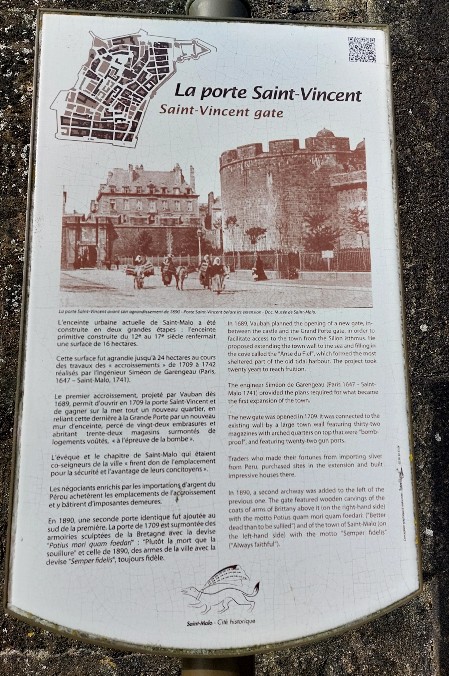 La porte Saint-Vincent
Saint-Vincent gate
La porte Saint-Vincent avant son agrandissement de 1890 - Porte Saint-Vincent before its extension - Doc. Musée de Saint-Malo.
L'enceinte urbaine actuelle de Saint-Malo a été
construite en deux grandes étapes : l'enceinte
primitive construite du 12e au 17e siècle renfermait
une surface de 16 hectares.
Cette surface fut agrandie jusqu'à 24 hectares au cours
des travaux des « accroissements » de 1709 à 1742
réalisés par l'ingénieur Siméon de Garengeau (Paris,
1647 – Saint-Malo, 1741).
Le premier accroissement, projeté par Vauban dès
1689, permit d'ouvrir en 1709 la porte Saint-Vincent et
de gagner sur la mer tout un nouveau quartier, en
reliant cette dernière à la Grande Porte par un nouveau
mur d'enceinte, percé de vingt-deux embrasures et
abritant trente-deux magasins surmontés de
logements voûtés, « à l'épreuve de la bombe ».
L'évêque et le chapitre de Saint-Malo qui étaient
co-seigneurs de la ville « firent don de l'emplacement
pour la sécurité et l'avantage de leurs concitoyens ».
Les négociants enrichis par les importations d'argent du
Pérou achetèrent les emplacements de l'accroissement
et y bâtirent d'imposantes demeures.
En 1890, une seconde porte identique fut ajoutée au
sud de la première. La porte de 1709 est surmontée des
armoiries sculptées de la Bretagne avec la devise
"Potius mori quam foedari" : "Plutôt la mort que la
souillure" et celle de 1890, des armes de la ville avec la
devise "Semper fidelis", toujours fidèle.
In 1689, Vauban planned the opening of a new gate, in-
between the castle and the Grand Porte gate, in order to
facilitate access to the town from the Sillon isthmus. He
proposed extending the town wall to the sea and filling in
the cove called the "Anse du Fief", which formed the most
sheltered part of the old tidal harbour. The project took
twenty years to reach fruition.
The engineer Siméon de Garengeau (Paris 1647 – Saint-
Malo 1741) provided the plans required for what became
the first expansion of the town.
The new gate was opened in 1709. It was connected to the
existing wall by a large town wall featuring thirty-two
magazines with arched quarters on top that were "bomb-
proof", and featuring twenty-two gun ports.
Traders who made their fortunes from importing silver
from Peru, purchased sites in the extension and built
impressive houses there.
In 1890, a second archway was added to the left of the
previous one. The gate featured wooden carvings of the
coats of arms of Brittany above it (on the right-hand side)
with the motto Potius mori quam foedari ("Better
dead than to be sullied") and of the town of Saint-Malo (on
the left-hand side) with the motto "Semper fidelis"
("Always faithful").
Saint-Malo - Cité historique